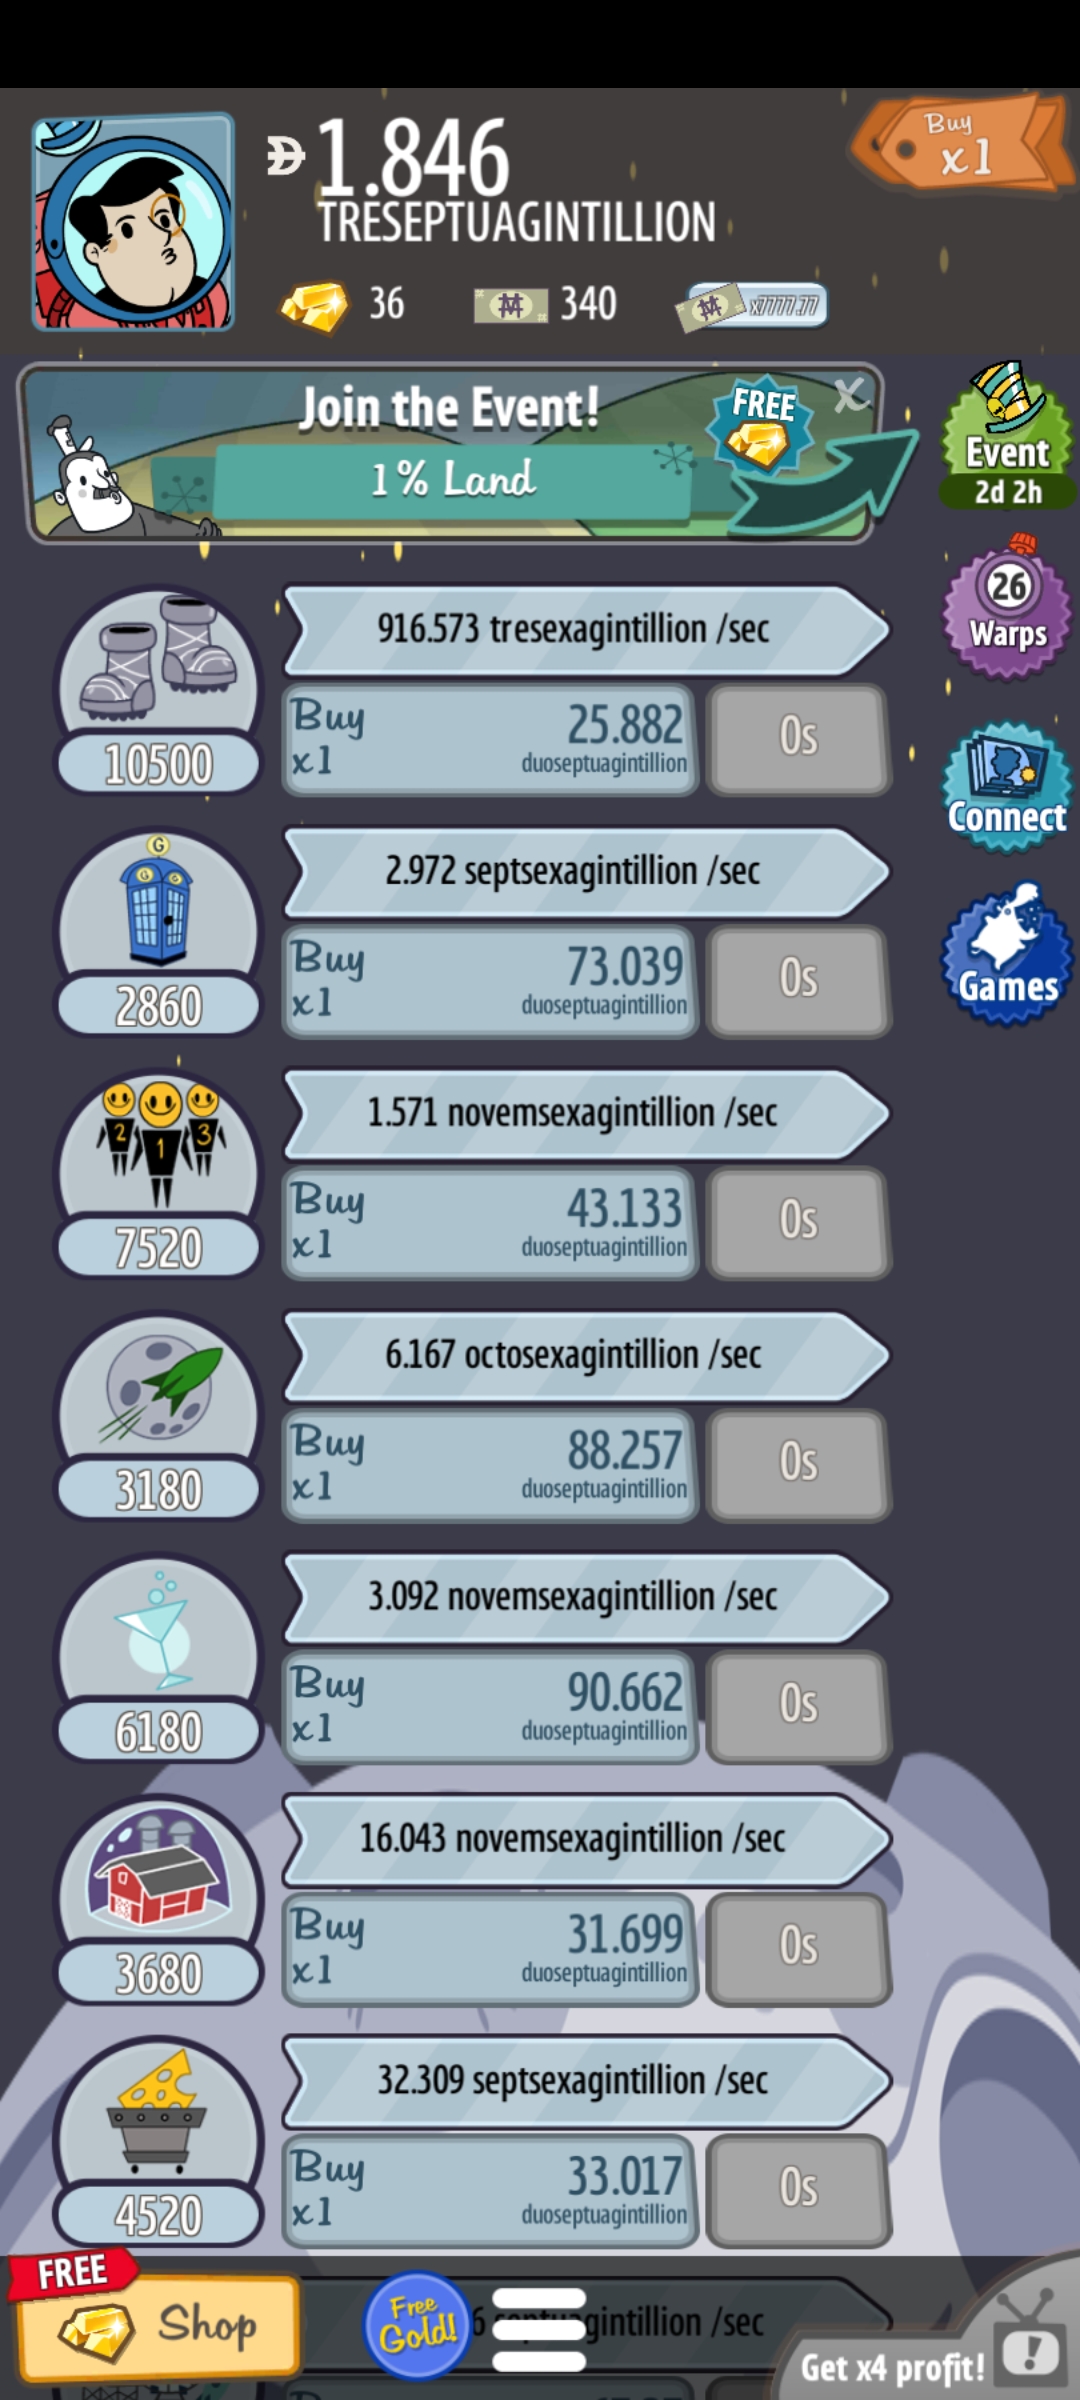 1.846
TRESEPTUAGINTILLION
Buy
x1
36
340
x7777.77
Join the Event!
1% Land
FREE
X
Event
2d 2h
26
Warps
Connect
Games
916.573 tresexagintillion /sec
10500
Buy
x1
25.882
duoseptuagintillion
0s
G
G
G
2.972 septsexagintillion /sec
2860
Buy
x1
73.039
duoseptuagintillion
0s
2
1
3
1.571 novemsexagintillion /sec
7520
Buy
x1
43.133
duoseptuagintillion
0s
6.167 octosexagintillion /sec
3180
Buy
x1
88.257
duoseptuagintillion
0s
3.092 novemsexagintillion /sec
6180
Buy
x1
90.662
duoseptuagintillion
0s
16.043 novemsexagintillion /sec
3680
Buy
x1
31.699
duoseptuagintillion
0s
32.309 septsexagintillion /sec
4520
Buy
x1
33.017
duoseptuagintillion
0s
FREE
Shop
Free
Gold!
6 septuagintillion /sec
Get x4 profit!
!